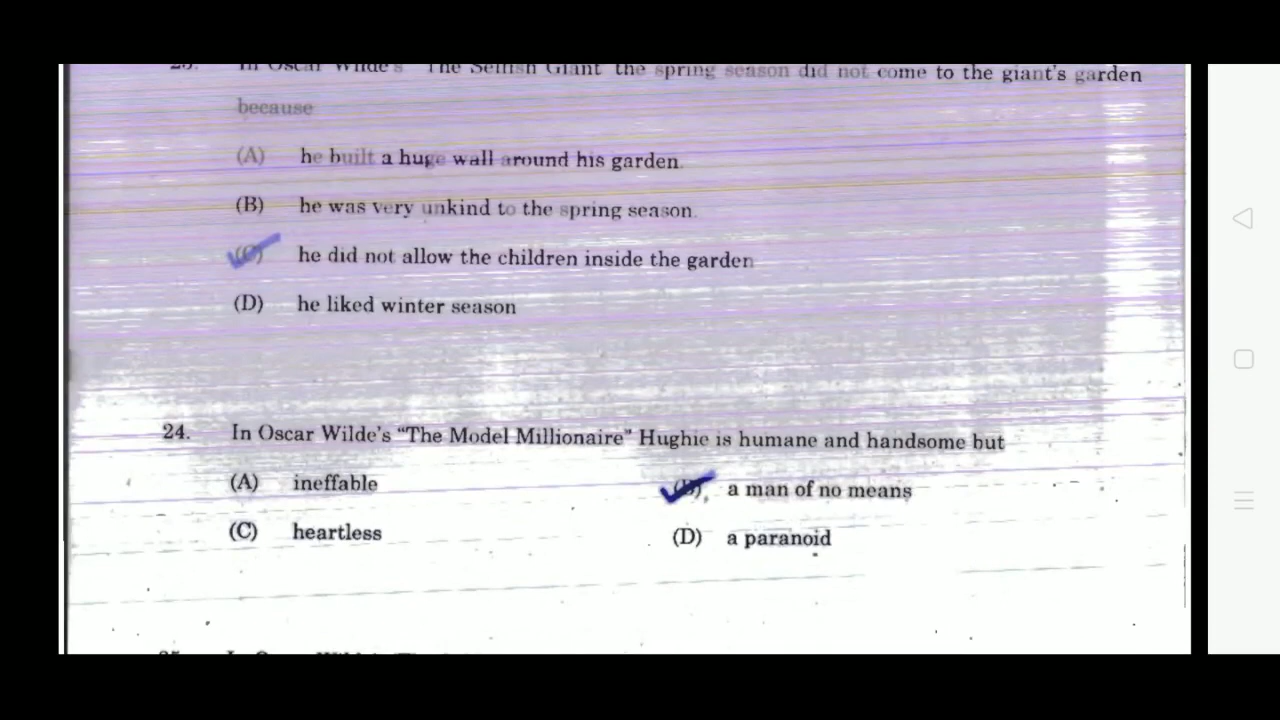 In Oscar Wilde's "The Selfish Giant" the spring season did not come to the giant's garden
because
(A) he built a huge wall around his garden.
(B) he was very unkind to the spring season.
(C) he did not allow the children inside the garden
(D) he liked winter season
24. In Oscar Wilde's "The Model Millionaire" Hughie is humane and handsome but
(A) ineffable (B) a man of no means
(C) heartless (D) a paranoid